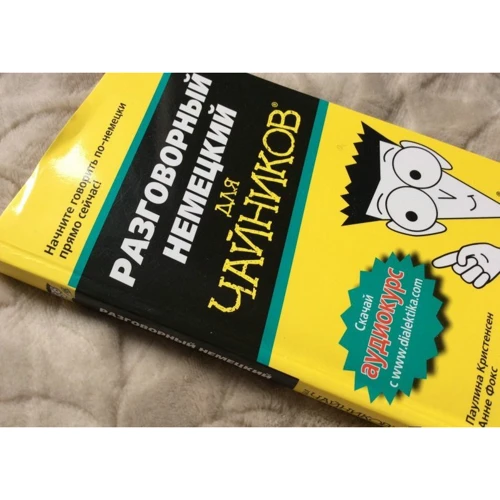 Начните говорить по-немецки
прямо сейчас!
РАЗГОВОРНЫЙ
НЕМЕЦКИЙ
ДЛЯ
ЧАЙНИКОВ®
Скачай
аудиокурс
с www.dialektika.com
Паулина Кристенсен
Анне Фокс
РАЗГОВОРНЫЙ НЕМЕЦКИЙ
ЧАЙНИКОВ